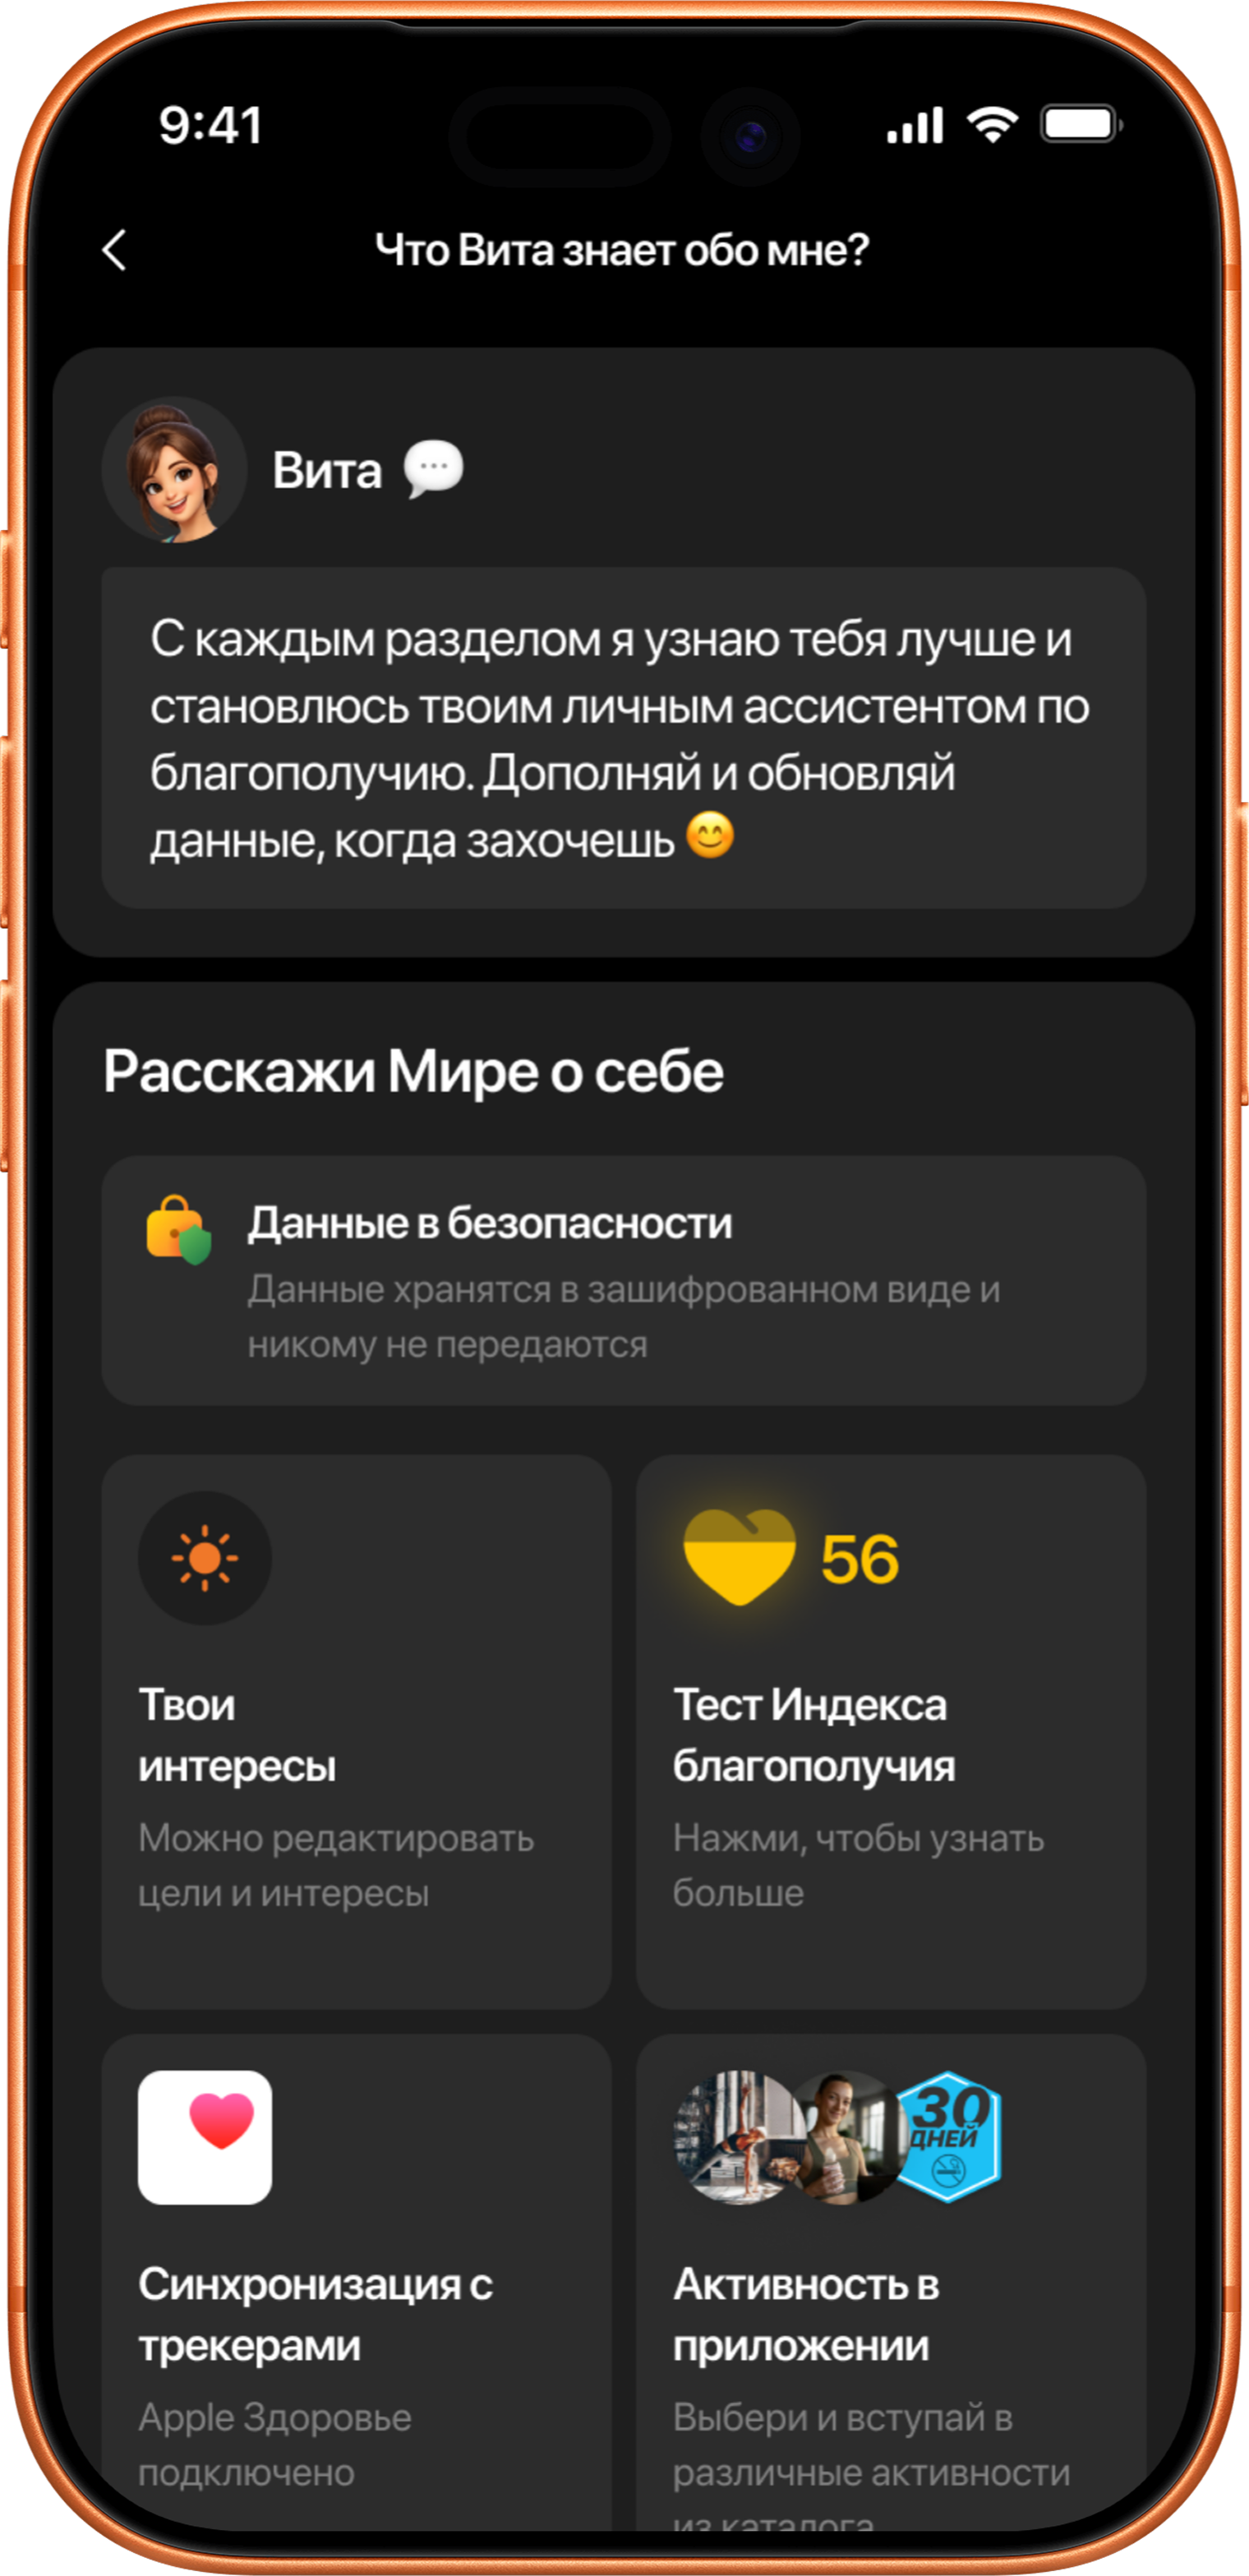 9:41
Что Вита знает обо мне?
Вита
С каждым разделом я узнаю тебя лучше и
становлюсь твоим личным ассистентом по
благополучию. Дополняй и обновляй
данные, когда захочешь 😊
Расскажи Мире о себе
Данные в безопасности
Данные хранятся в зашифрованном виде и
никому не передаются
Твои
интересы
Можно редактировать
цели и интересы
56
Тест Индекса
благополучия
Нажми, чтобы узнать
больше
Синхронизация с
трекерами
Apple Здоровье
подключено
30
ДНЕЙ
Активность в
приложении
Выбери и вступай в
различные активности
из каталога